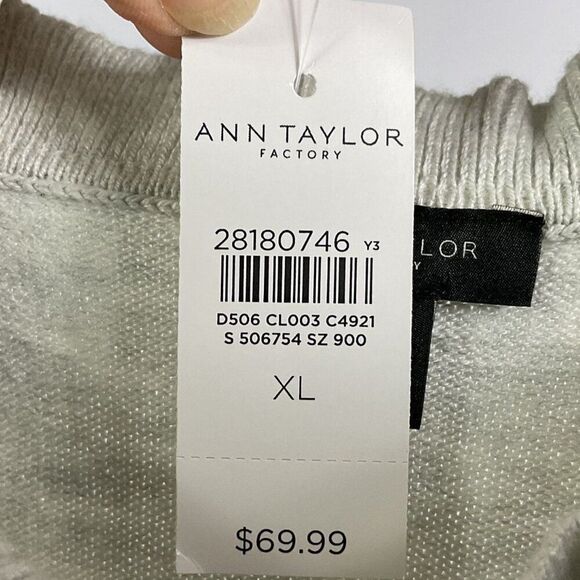 ANN TAYLOR
FACTORY
28180746 Y3
D506 CL003 C4921
S 506754 SZ 900
XL
$69.99
LOR
Y